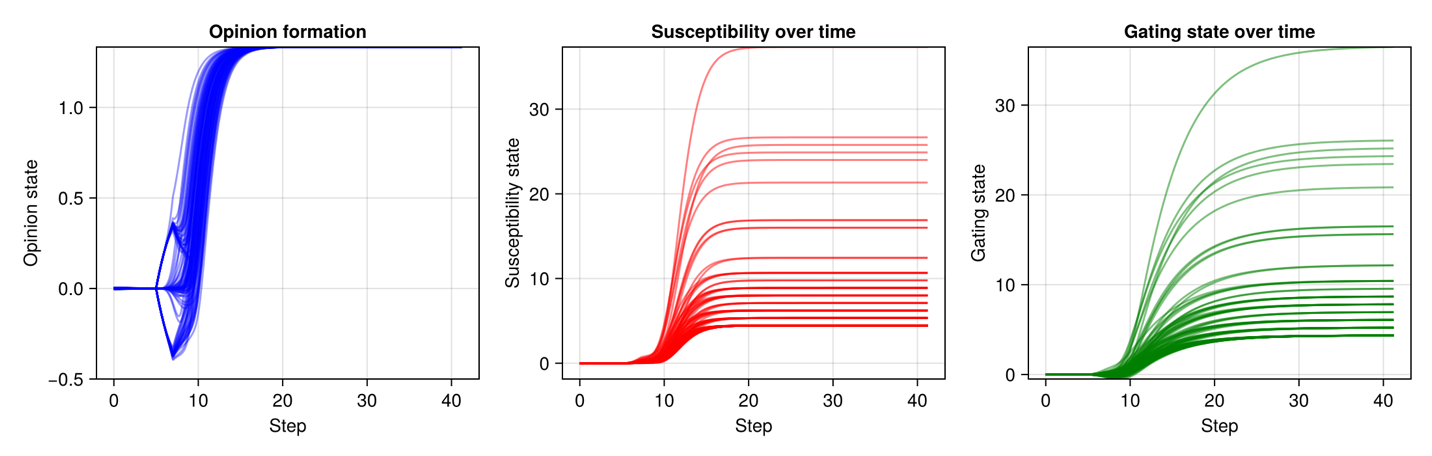 Opinion formation
Opinion state
1.0
0.5
0.0
−0.5
0 10 20 30 40
Step
Susceptibility over time
Susceptibility state
30
20
10
0
0 10 20 30 40
Step
Gating state over time
Gating state
30
20
10
0
0 10 20 30 40
Step